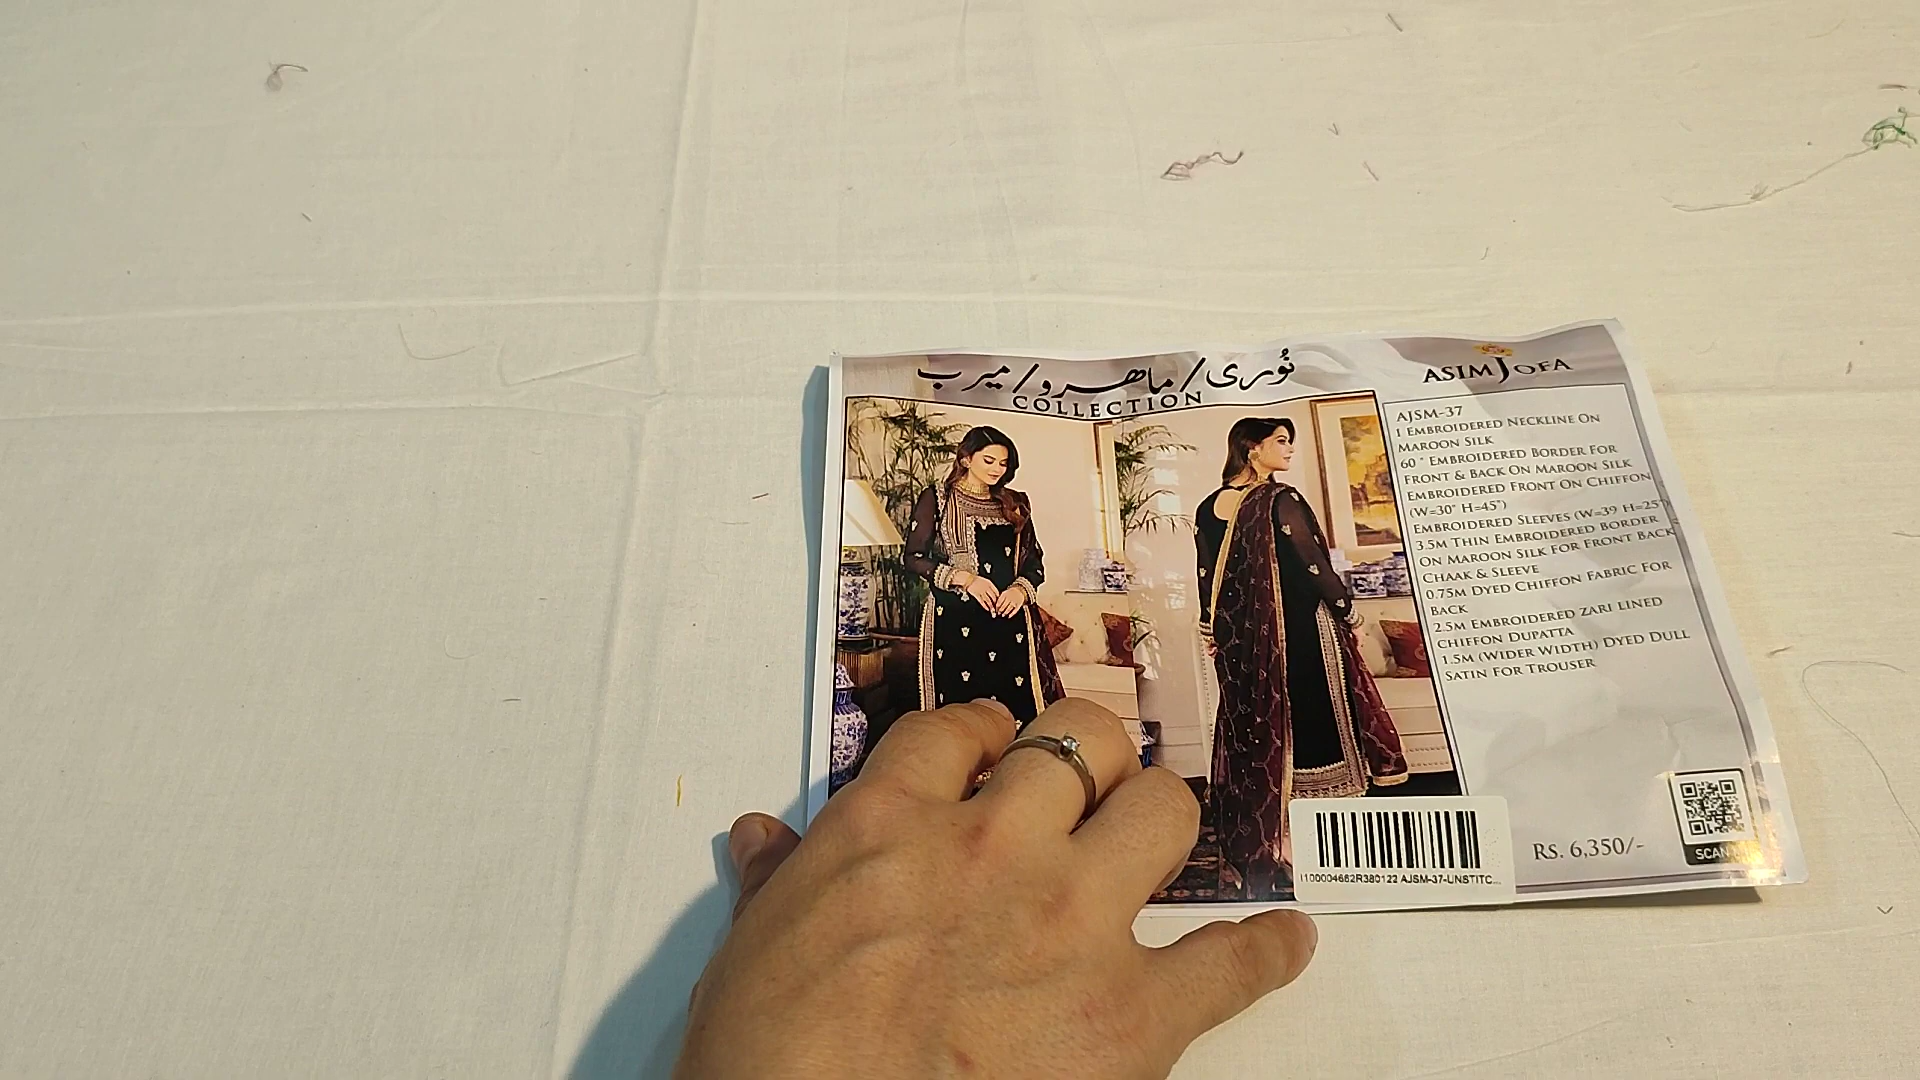 نُوری/ماهرو/میرب
COLLECTION
ASIM JOFA
AJSM-37
1 EMBROIDERED NECKLINE ON
MAROON SILK
60" EMBROIDERED BORDER FOR
FRONT & BACK ON MAROON SILK
EMBROIDERED FRONT ON CHIFFON
(W=30" H=45")
EMBROIDERED SLEEVES (W=39 H=25")
3.5M THIN EMBROIDERED BORDER
ON MAROON SILK FOR FRONT BACK
CHAAK & SLEEVE
0.75M DYED CHIFFON FABRIC FOR
BACK
2.5M EMBROIDERED ZARI LINED
CHIFFON DUPATTA
1.5M (WIDER WIDTH) DYED DULL
SATIN FOR TROUSER
RS. 6,350/-
SCAN
1100004662R380122 AJSM-37-UNSTITC...